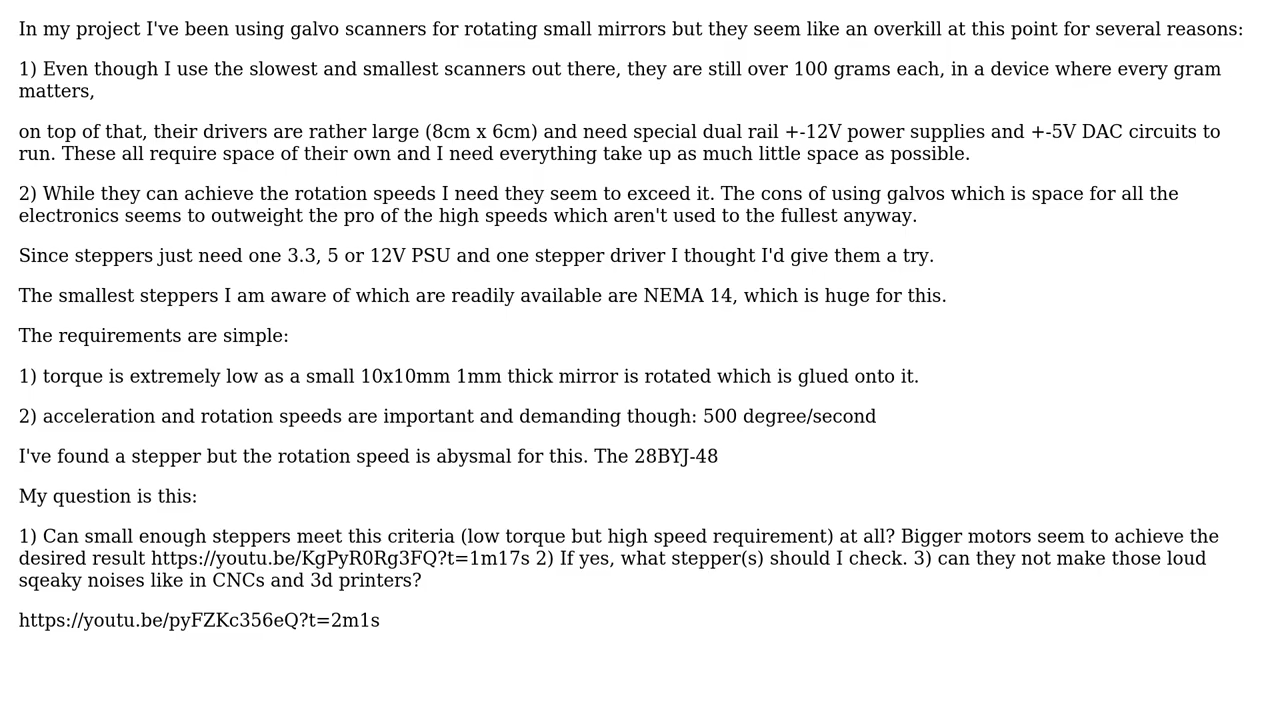 In my project I've been using galvo scanners for rotating small mirrors but they seem like an overkill at this point for several reasons:
1) Even though I use the slowest and smallest scanners out there, they are still over 100 grams each, in a device where every gram
matters,
on top of that, their drivers are rather large (8cm x 6cm) and need special dual rail +-12V power supplies and +-5V DAC circuits to
run. These all require space of their own and I need everything take up as much little space as possible.
2) While they can achieve the rotation speeds I need they seem to exceed it. The cons of using galvos which is space for all the
electronics seems to outweight the pro of the high speeds which aren't used to the fullest anyway.
Since steppers just need one 3.3, 5 or 12V PSU and one stepper driver I thought I'd give them a try.
The smallest steppers I am aware of which are readily available are NEMA 14, which is huge for this.
The requirements are simple:
1) torque is extremely low as a small 10x10mm 1mm thick mirror is rotated which is glued onto it.
2) acceleration and rotation speeds are important and demanding though: 500 degree/second
I've found a stepper but the rotation speed is abysmal for this. The 28BYJ-48
My question is this:
1) Can small enough steppers meet this criteria (low torque but high speed requirement) at all? Bigger motors seem to achieve the
desired result https://youtu.be/KgPyR0Rg3FQ?t=1m17s 2) If yes, what stepper(s) should I check. 3) can they not make those loud
sqeaky noises like in CNCs and 3d printers?
https://youtu.be/pyFZKc356eQ?t=2m1s